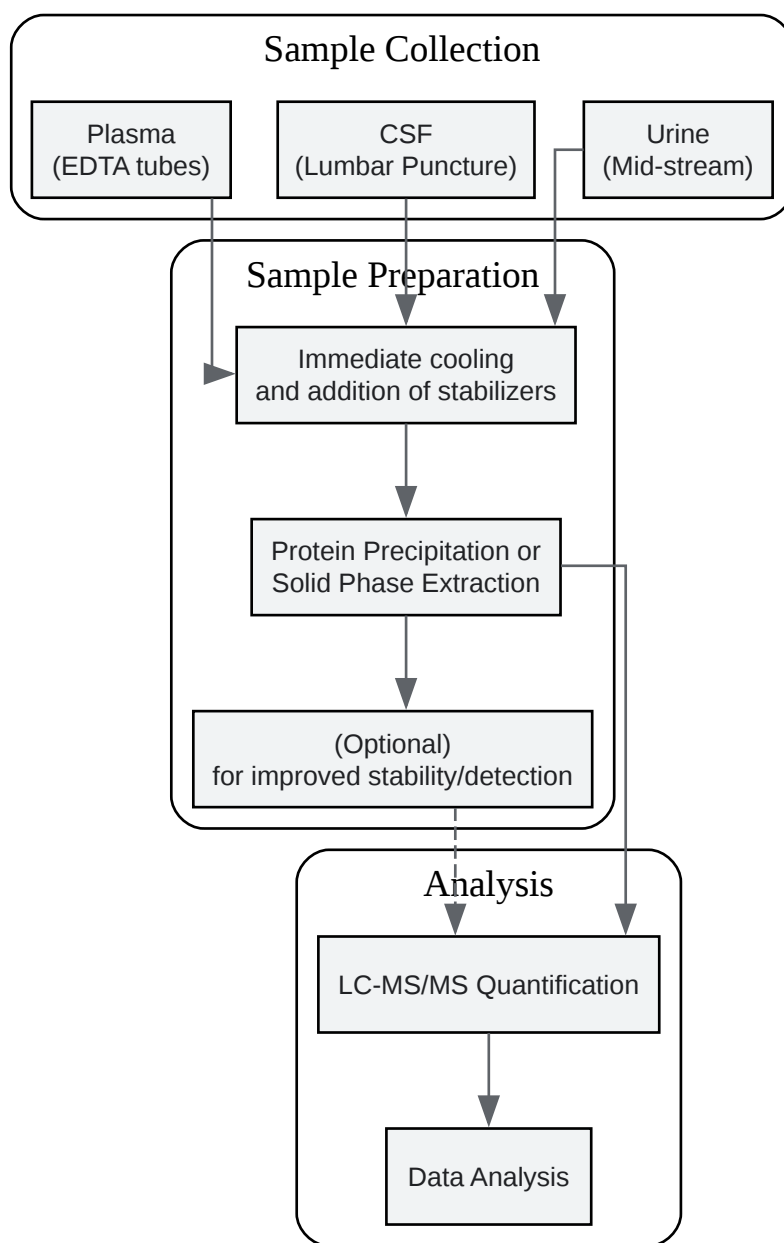 Sample Collection
Plasma
(EDTA tubes)
CSF
(Lumbar Puncture)
Urine
(Mid-stream)
Sample Preparation
Immediate cooling
and addition of stabilizers
Protein Precipitation or
Solid Phase Extraction
(Optional)
for improved stability/detection
Analysis
LC-MS/MS Quantification
Data Analysis